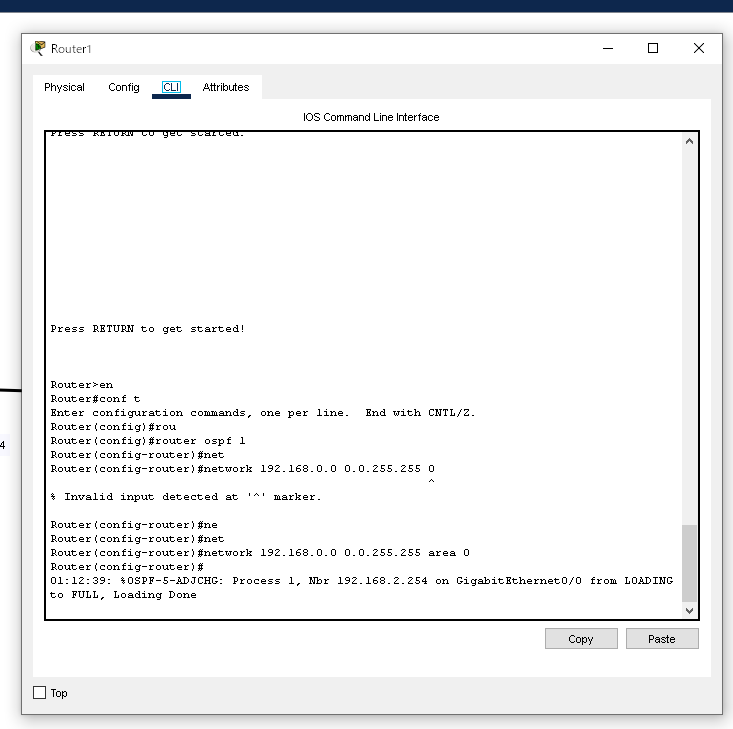 Router1
Physical Config CLI Attributes
IOS Command Line Interface
Press RETURN to get started.
Press RETURN to get started!
Router>en
Router#conf t
Enter configuration commands, one per line.  End with CNTL/Z.
Router(config)#rou
Router(config)#router ospf 1
Router(config-router)#net
Router(config-router)#network 192.168.0.0 0.0.255.255 0
^
% Invalid input detected at '^' marker.
Router(config-router)#ne
Router(config-router)#net
Router(config-router)#network 192.168.0.0 0.0.255.255 area 0
Router(config-router)#
01:12:39: %OSPF-5-ADJCHG: Process 1, Nbr 192.168.2.254 on GigabitEthernet0/0 from LOADING
to FULL, Loading Done
4
Copy Paste
Top